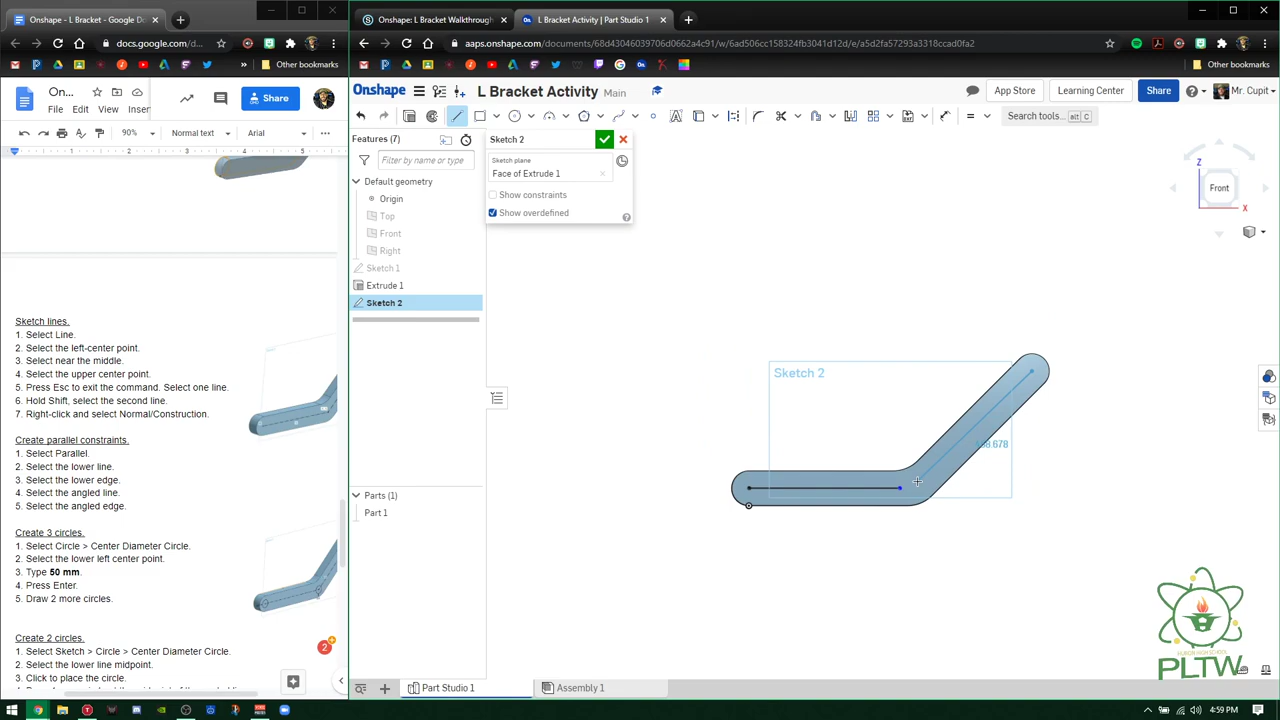 Onshape - L Bracket - Google Do
docs.google.com/d
Other bookmarks
On...
File
Edit
View
Inser
Share
90%
Normal text
Arial
3
4
5
Sketch lines.
1. Select Line.
2. Select the left-center point.
3. Select near the middle.
4. Select the upper center point.
5. Press Esc to exit the command. Select one line.
6. Hold Shift, select the second line.
7. Right-click and select Normal/Construction.
Create parallel constraints.
1. Select Parallel.
2. Select the lower line.
3. Select the lower edge.
4. Select the angled line.
5. Select the angled edge.
Create 3 circles.
1. Select Circle > Center Diameter Circle.
2. Select the lower left center point.
3. Type 50 mm.
4. Press Enter.
5. Draw 2 more circles.
Create 2 circles.
1. Select Sketch > Circle > Center Diameter Circle.
2. Select the lower line midpoint.
3. Click to place the circle.
2
Onshape: L Bracket Walkthrough
L Bracket Activity | Part Studio 1
aaps.onshape.com/documents/68d43046039706d0662a4c91/w/6ad506cc158324fb3041d12d/e/a5d2fa57293a3318ccad0fa2
Other bookmarks
Onshape
L Bracket Activity
Main
App Store
Learning Center
Share
Mr. Cupit
Search tools...
alt
C
Features (7)
Filter by name or type
Default geometry
Origin
Top
Front
Right
Sketch 1
Extrude 1
Sketch 2
Parts (1)
Part 1
Sketch 2
Sketch plane
Face of Extrude 1
Show constraints
Show overdefined
Z
Front
X
Sketch 2
HURON HIGH SCHOOL
PLTW
Part Studio 1
Assembly 1
4:59 PM